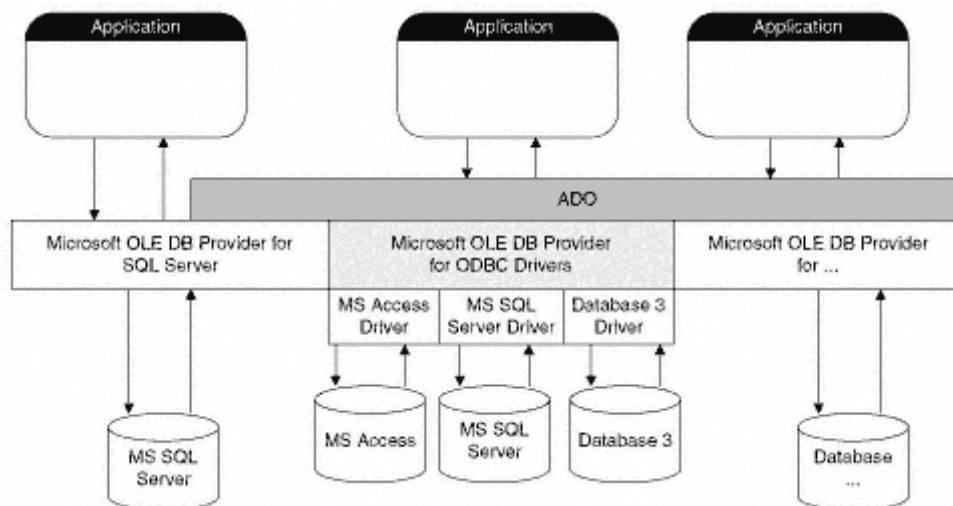 Application
Application
Application
ADO
Microsoft OLE DB Provider for
SQL Server
Microsoft OLE DB Provider
for ODBC Drivers
Microsoft OLE DB Provider
for ...
MS Access
Driver
MS SQL
Server Driver
Database 3
Driver
MS SQL
Server
MS Access
MS SQL
Server
Database 3
Database
...